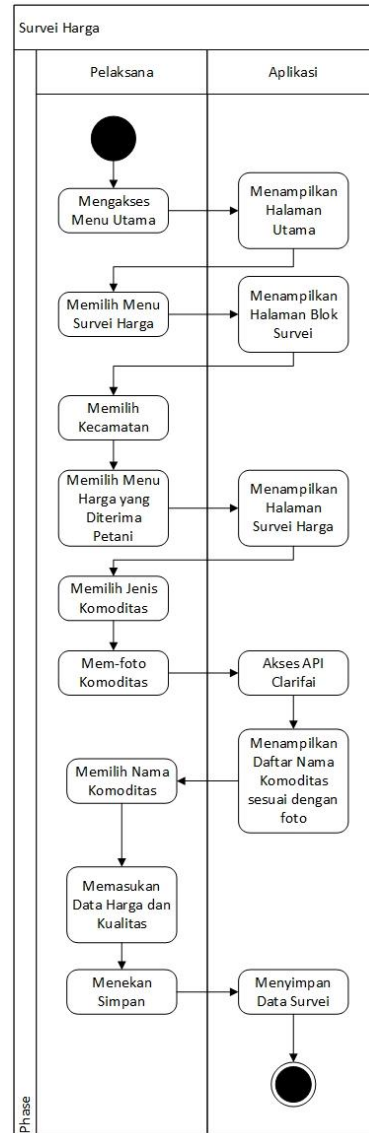 Survei Harga
Pelaksana
Aplikasi
Mengakses
Menu Utama
Menampilkan
Halaman
Utama
Memilih Menu
Survei Harga
Menampilkan
Halaman Blok
Survei
Memilih
Kecamatan
Memilih Menu
Harga yang
Diterima
Petani
Menampilkan
Halaman
Survei Harga
Memilih Jenis
Komoditas
Mem-foto
Komoditas
Akses API
Clarifai
Menampilkan
Daftar Nama
Komoditas
sesuai dengan
foto
Memilih Nama
Komoditas
Memasukan
Data Harga dan
Kualitas
Menekan
Simpan
Menyimpan
Data Survei
Phase